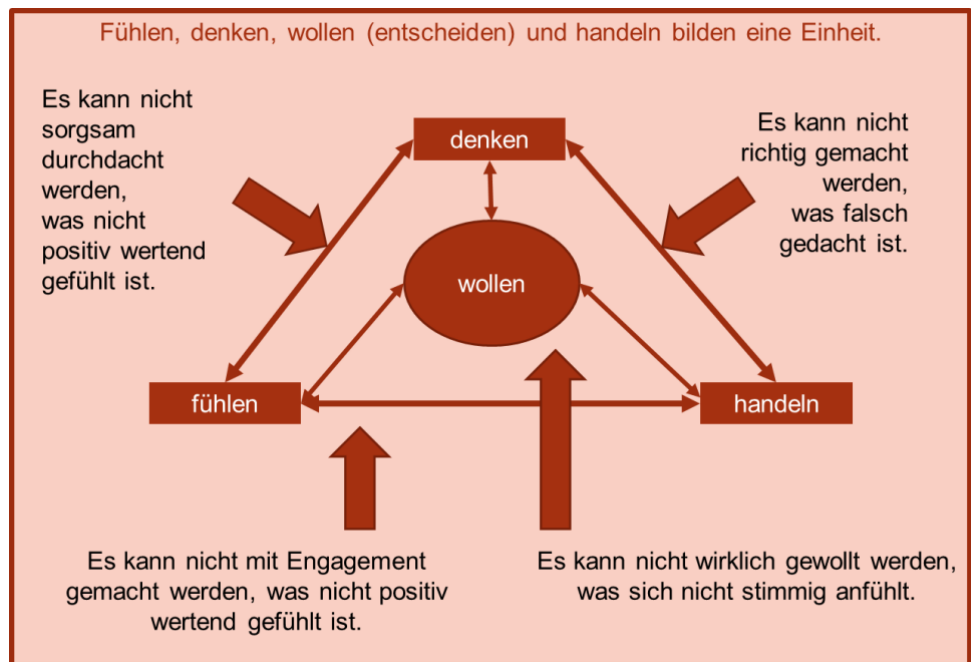 Fühlen, denken, wollen (entscheiden) und handeln bilden eine Einheit.
Es kann nicht
sorgsam
durchdacht
werden,
was nicht
positiv wertend
gefühlt ist.
denken
Es kann nicht
richtig gemacht
werden,
was falsch
gedacht ist.
wollen
fühlen
handeln
Es kann nicht mit Engagement
gemacht werden, was nicht positiv
wertend gefühlt ist.
Es kann nicht wirklich gewollt werden,
was sich nicht stimmig anfühlt.